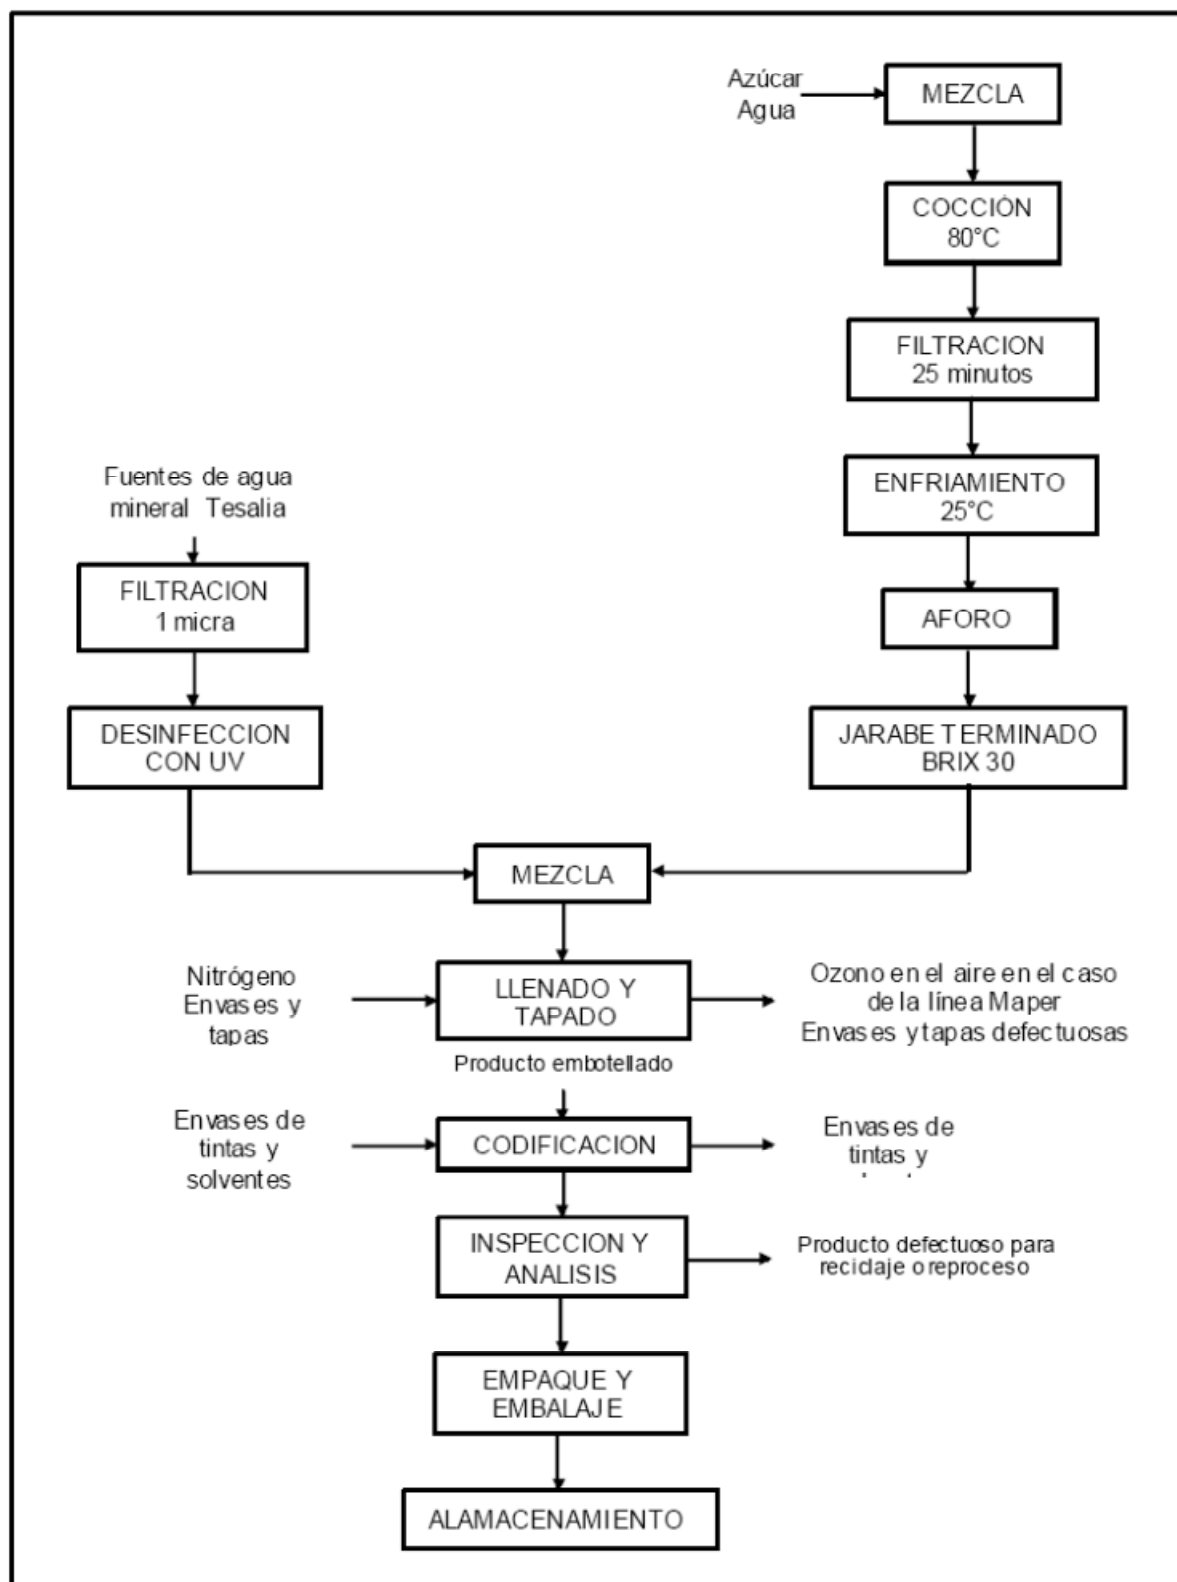 Azúcar
Agua
MEZCLA
COCCIÓN
80°C
FILTRACION
25 minutos
ENFRIAMIENTO
25°C
AFORO
JARABE TERMINADO
BRIX 30
Fuentes de agua
mineral Tesalia
FILTRACION
1 micra
DESINFECCION
CON UV
MEZCLA
Nitrógeno
Envases y
tapas
LLENADO Y
TAPADO
Ozono en el aire en el caso
de la línea Maper
Envases y tapas defectuosas
Producto embotellado
Envases de
tintas y
solventes
CODIFICACION
Envases de
tintas y
INSPECCION Y
ANALISIS
Producto defectuoso para
reciclaje o reproceso
EMPAQUE Y
EMBALAJE
ALAMACENAMIENTO